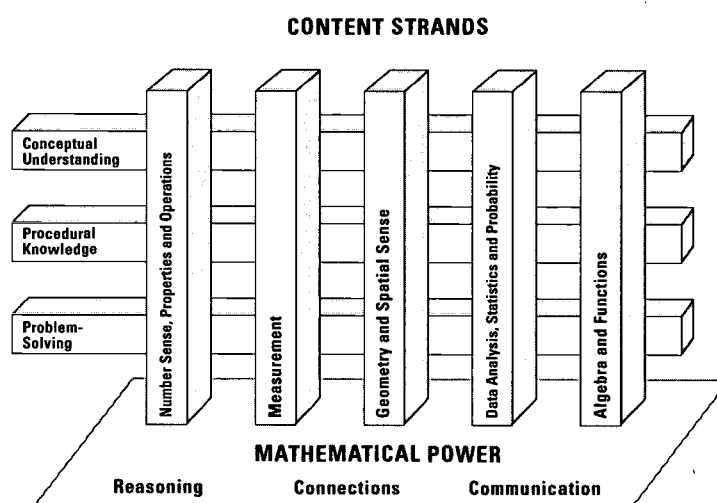 CONTENT STRANDS
Conceptual
Understanding
Procedural
Knowledge
Problem-
Solving
Number Sense, Properties and Operations
Measurement
Geometry and Spatial Sense
Data Analysis, Statistics and Probability
Algebra and Functions
MATHEMATICAL POWER
Reasoning Connections Communication